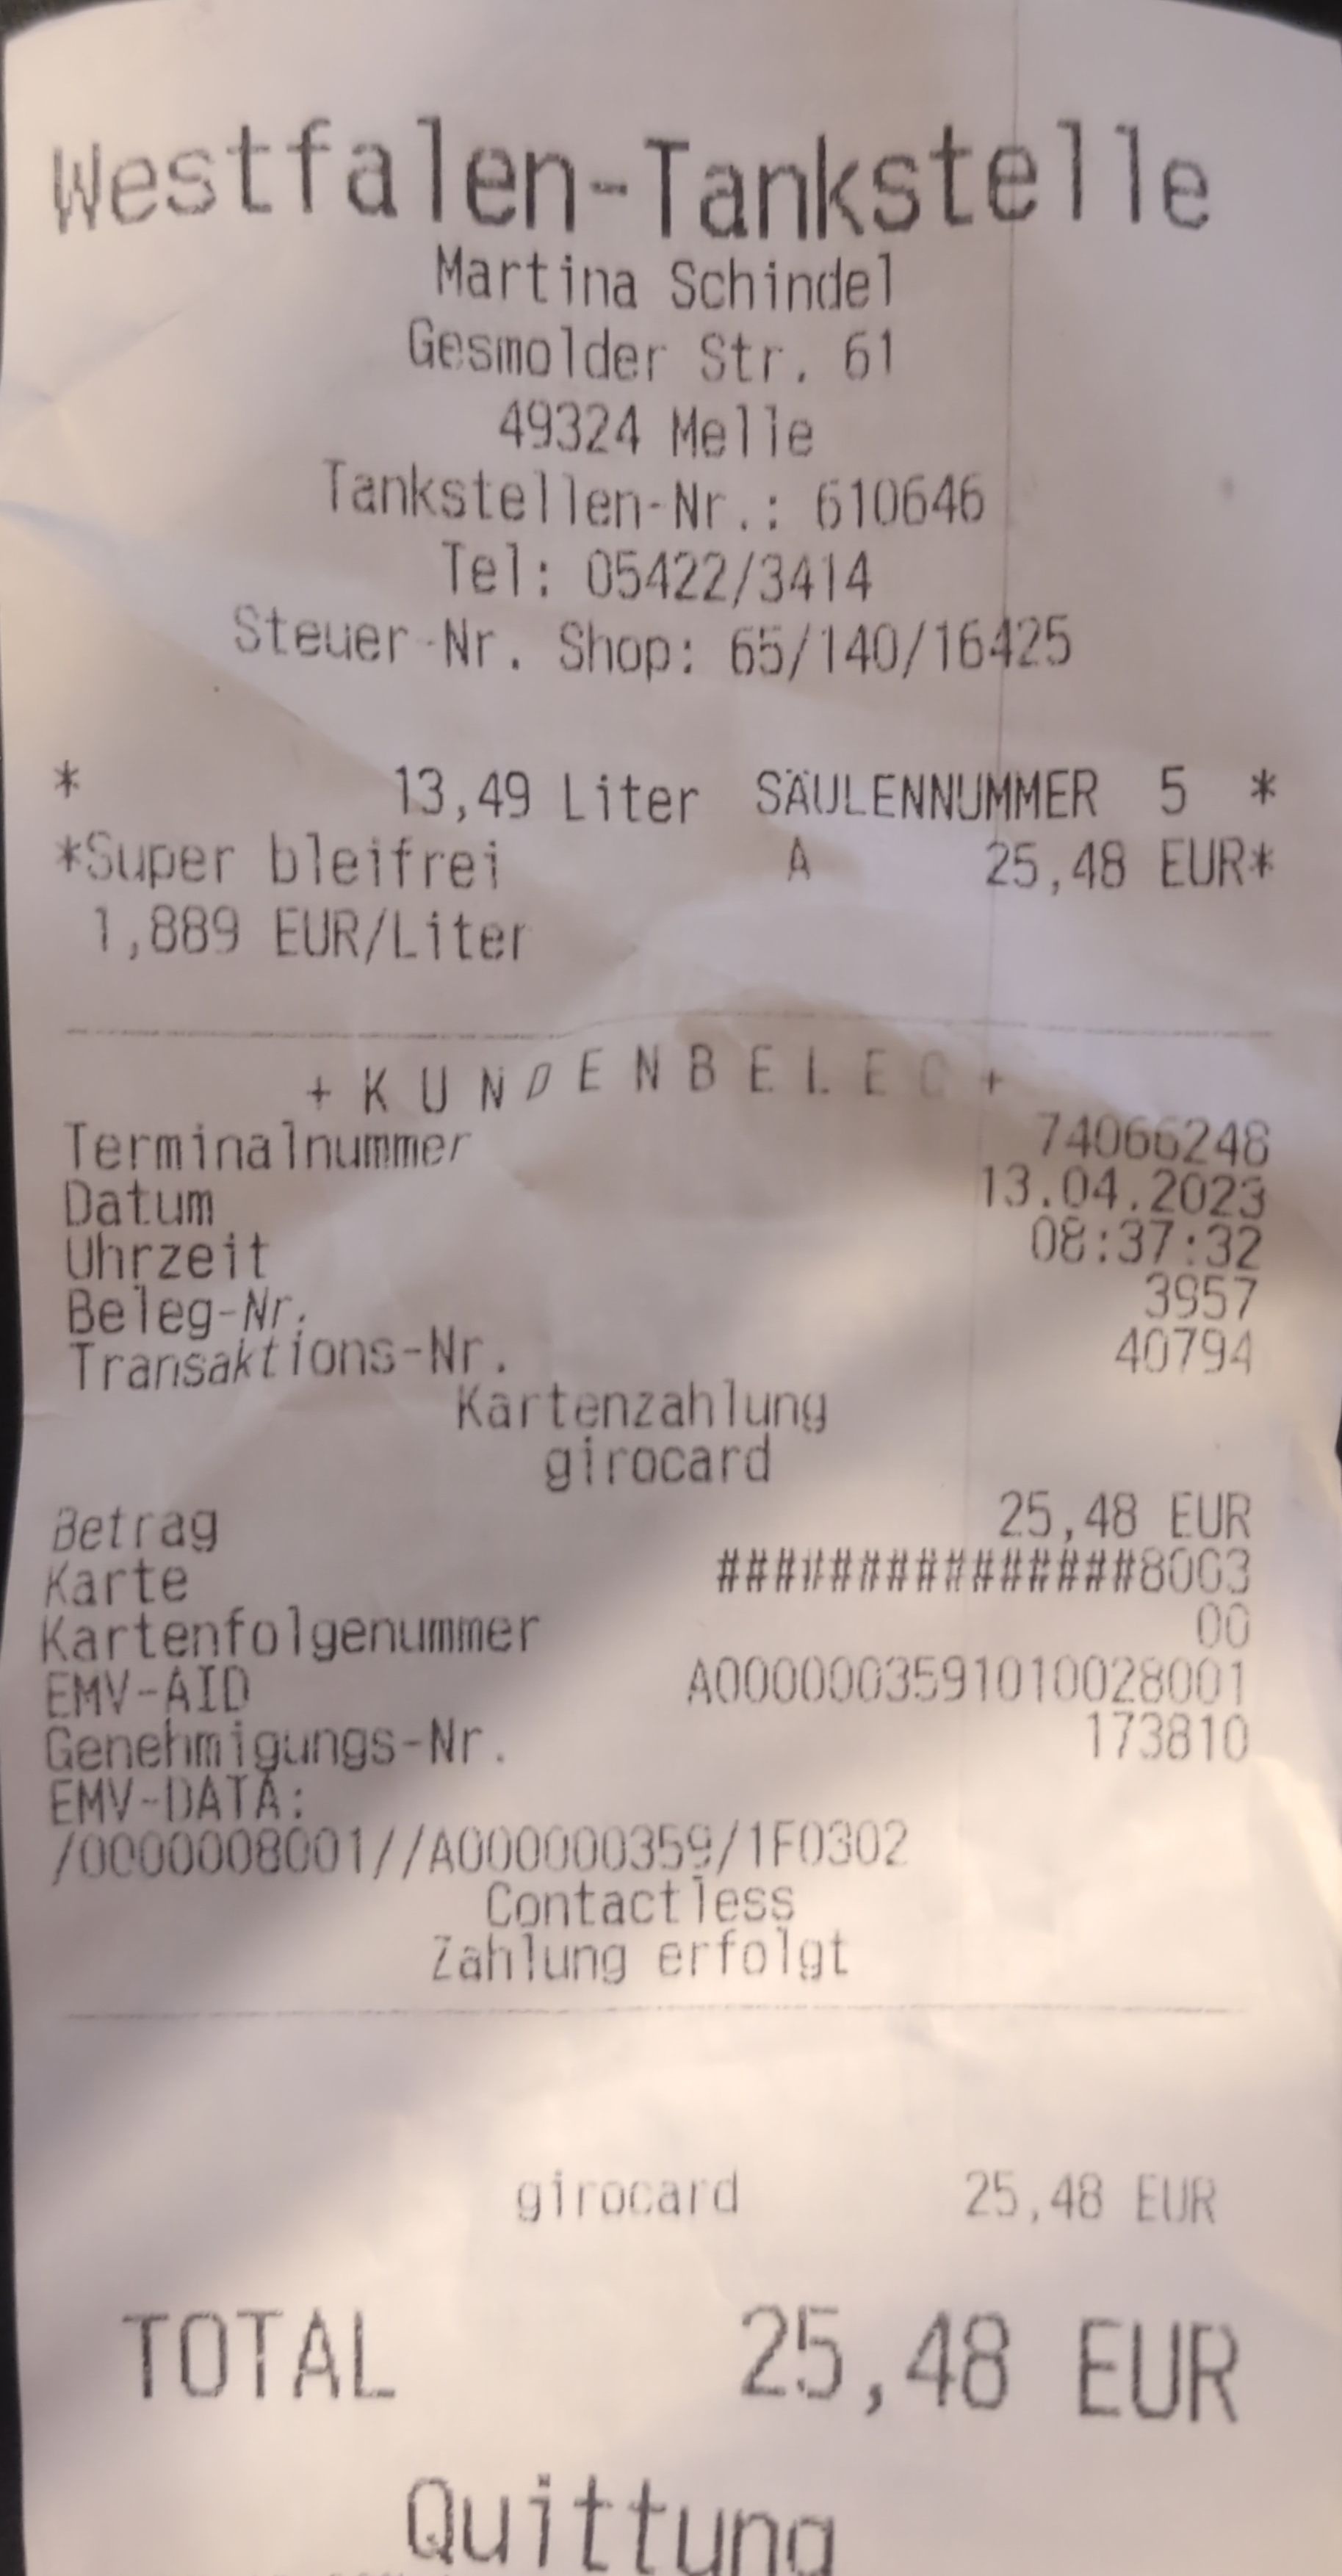 Westfalen-Tankstelle
Martina Schindel
Gesmolder Str. 61
49324 Melle
Tankstellen-Nr.: 610646
Tel: 05422/3414
Steuer-Nr. Shop: 65/140/16425
* 13,49 Liter SÄULENNUMMER 5 *
*Super bleifrei A 25,48 EUR*
1,889 EUR/Liter
+ K U N D E N B E L E G +
Terminalnummer 74066248
Datum 13.04.2023
Uhrzeit 08:37:32
Beleg-Nr. 3957
Transaktions-Nr. 40794
Kartenzahlung
girocard
Betrag 25,48 EUR
Karte ###############8003
Kartenfolgenummer 00
EMV-AID A0000003591010028001
Genehmigungs-Nr. 173810
EMV-DATA:
/0000008001//A000000359/1F0302
Contactless
Zahlung erfolgt
girocard 25,48 EUR
TOTAL 25,48 EUR
Quittung